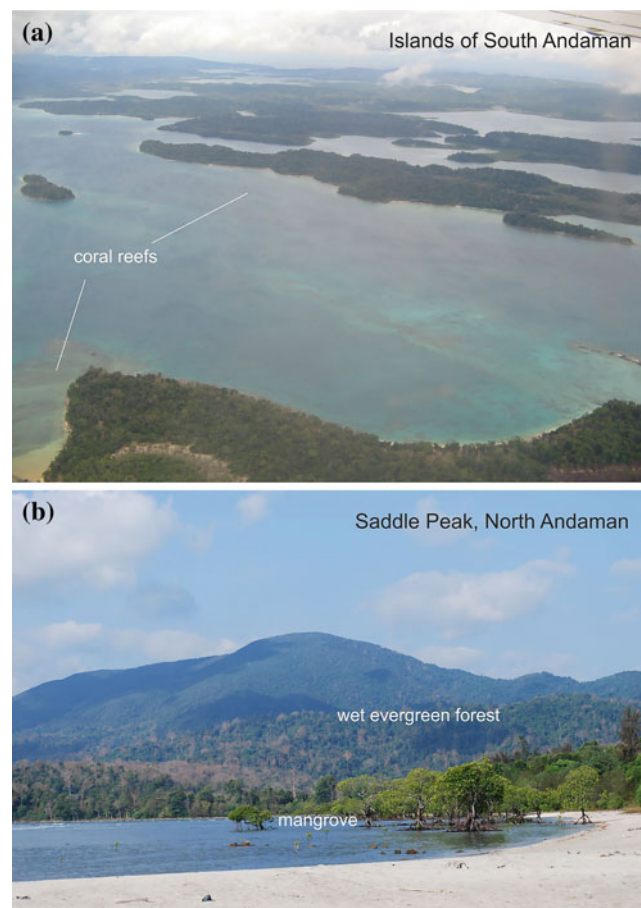 (a)
Islands of South Andaman
coral reefs
(b)
Saddle Peak, North Andaman
wet evergreen forest
mangrove